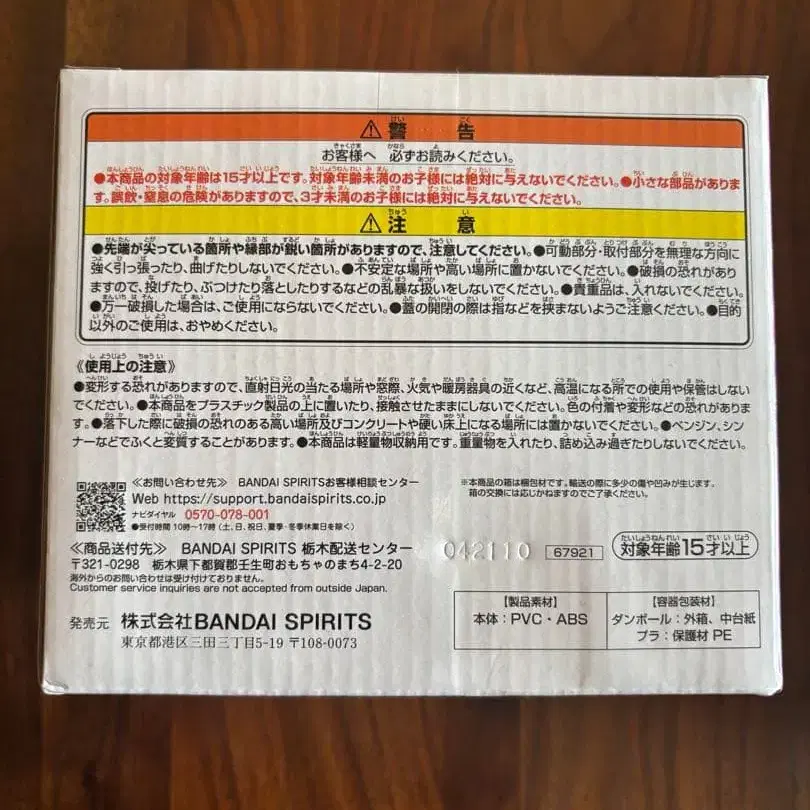 ⚠警告
お客様へ 必ずお読みください。
●本商品の対象年齢は15才以上です。対象年齢未満のお子様には絶対に与えないでください。●小さな部品がありま
す。誤飲・窒息の危険がありますので、3才未満のお子様には絶対に与えないでください。
⚠注意
●先端が尖っている箇所や縁部が鋭い箇所がありますので、注意してください。●可動部分・取付部分を無理な方向に
強く引っ張ったり、曲げたりしないでください。●不安定な場所や高い場所に置かないでください。●破損の恐れがあり
ますので、投げたり、ぶつけたり落としたりするなどの乱暴な扱いをしないでください。●貴重品は、入れないでください。
●万一破損した場合は、ご使用にならないでください。●蓋の開閉の際は指などを挟まないようご注意ください。●目的
以外のご使用は、おやめください。
《使用上の注意》
●変形する恐れがありますので、直射日光の当たる場所や窓際、火気や暖房器具の近くなど、高温になる所での使用や保管はしない
でください。●本商品をプラスチック製品の上に置いたり、接触させたままにしないでください。色の付着や変形などの恐れがありま
す。●落下した際に破損の恐れのある高い場所及びコンクリートや硬い床上になる場所には置かないでください。●ベンジン、シン
ナーなどでふくと変質することがあります。●本商品は軽量物収納用です。重量物を入れたり、詰め込み過ぎたりしないでください。
≪お問い合わせ先≫ BANDAI SPIRITSお客様相談センター
Web https://support.bandaispirits.co.jp
ナビダイヤル 0570-078-001
●受付時間 10時〜17時 (土、日、祝日、夏季・冬季休業日を除く)
※本商品の箱は梱包材です。輸送の際に多少の傷や凹みが生じます。
箱の交換には応じかねますのでご了承ください。
≪商品送付先≫ BANDAI SPIRITS 栃木配送センター
〒321-0298 栃木県下都賀郡壬生町おもちゃのまち4-2-20
海外からのお問い合わせは受け付けておりません。
Customer service inquiries are not accepted from outside Japan.
042110
67921
対象年齢15才以上
発売元 株式会社BANDAI SPIRITS
東京都港区三田三丁目5-19 〒108-0073
【製品素材】
本体：PVC・ABS
【容器包装材】
ダンボール：外箱、中台紙
プラ：保護材 PE